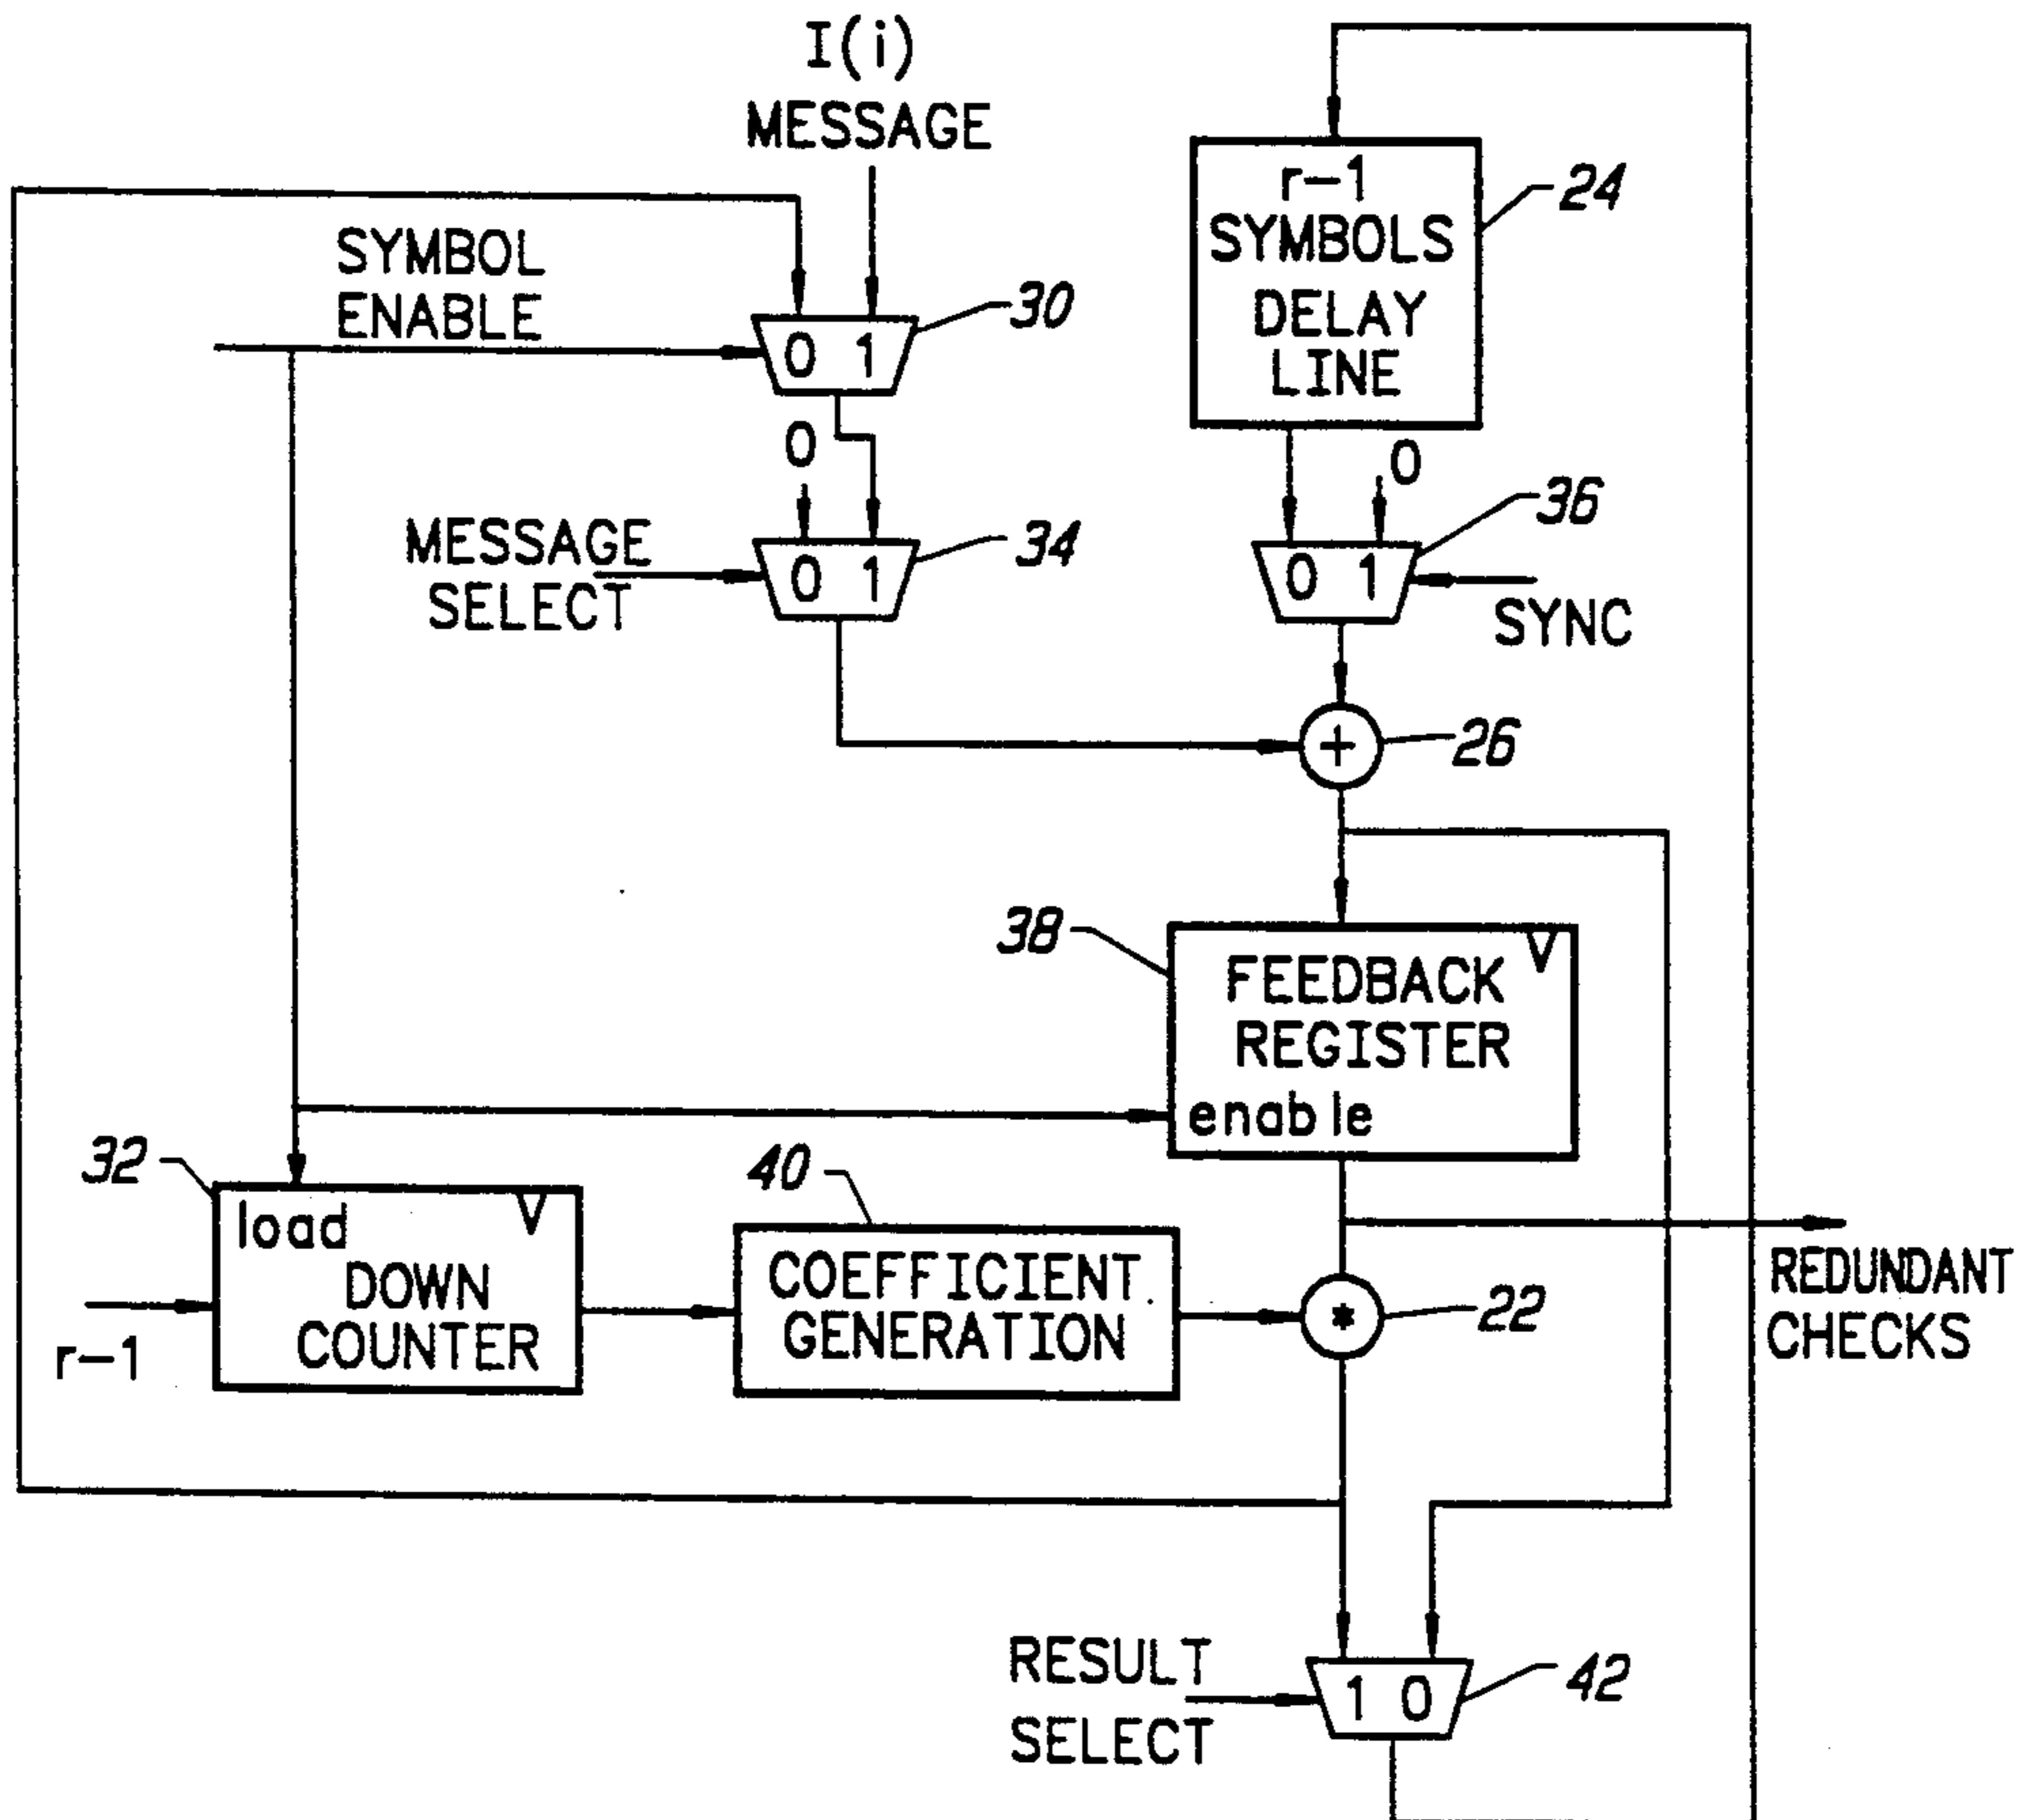 I(i)
MESSAGE
r-1
SYMBOLS
DELAY
LINE
24
SYMBOL
ENABLE
30
0 1
0
0
36
MESSAGE
SELECT
34
0 1
0 1
SYNC
+
26
38
FEEDBACK
REGISTER
enable
32
40
load
DOWN
COUNTER
r-1
COEFFICIENT
GENERATION
*
22
REDUNDANT
CHECKS
RESULT
SELECT
1 0
42